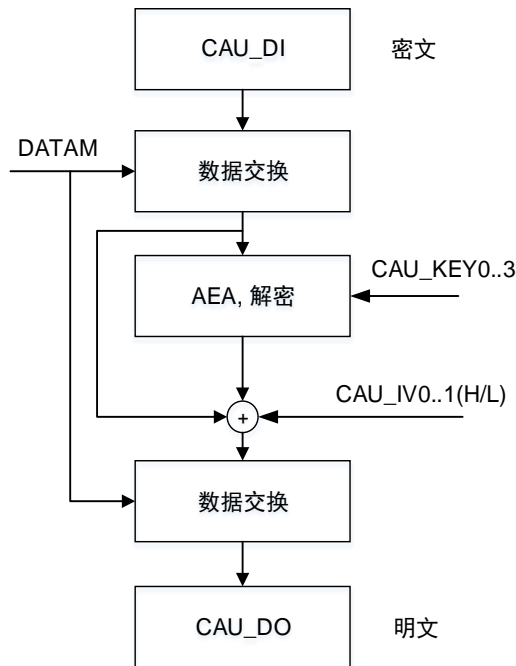 CAU_DI
密文
DATAM
数据交换
CAU_KEY0..3
AEA, 解密
CAU_IV0..1(H/L)
+
数据交换
CAU_DO
明文